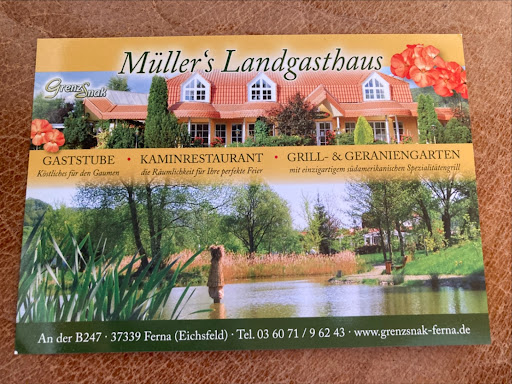 Müller's Landgasthaus
GrenzSnak
GASTSTUBE • KAMINRESTAURANT • GRILL- & GERANIENGARTEN
Köstliches für den Gaumen die Räumlichkeit für Ihre perfekte Feier mit einzigartigem südamerikanischen Spezialitätengrill
An der B247 · 37339 Ferna (Eichsfeld) · Tel. 03 60 71 / 9 62 43 · www.grenzsnak-ferna.de